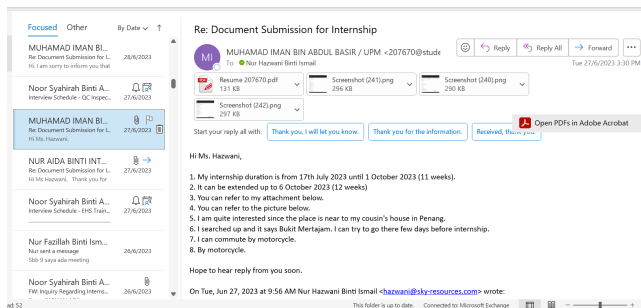 Focused Other By Date ↑
MUHAMAD IMAN BI...
Re: Document Submission for I... 28/6/2023
Hi, I am sorry to inform you that
Noor Syahirah Binti A...
Interview Schedule - QC Inspec... 27/6/2023
MUHAMAD IMAN BI...
Re: Document Submission for I... 27/6/2023
Hi Ms. Hazwani,
NUR AIDA BINTI INT...
Re: Document Submission for I... 27/6/2023
Hi Ms Hazwani, Thank you for
Noor Syahirah Binti A...
Interview Schedule - EHS Train... 27/6/2023
Nur Fazillah Binti Ism...
Nur sent a message 26/6/2023
Sbb 9 saya ada meeting
Noor Syahirah Binti A...
FW: Inquiry Regarding Interns... 26/6/2023
Re: Document Submission for Internship
MI
MUHAMAD IMAN BIN ABDUL BASIR / UPM <207670@stude
To Nur Hazwani Binti Ismail
Reply Reply All Forward ...
Tue 27/6/2023 3:30 PM
Resume 207670.pdf
131 KB
Screenshot (241).png
296 KB
Screenshot (240).png
290 KB
Screenshot (242).png
297 KB
Open PDFs in Adobe Acrobat
Start your reply all with: Thank you, I will let you know. Thank you for the information. Received, thank you.
Hi Ms. Hazwani,
1. My internship duration is from 17th July 2023 until 1 October 2023 (11 weeks).
2. It can be extended up to 6 October 2023 (12 weeks)
3. You can refer to my attachment below.
4. You can refer to the picture below.
5. I am quite interested since the place is near to my cousin's house in Penang.
6. I searched up and it says Bukit Mertajam. I can try to go there few days before internship.
7. I can commute by motorcycle.
8. By motorcycle.
Hope to hear reply from you soon.
On Tue, Jun 27, 2023 at 9:56 AM Nur Hazwani Binti Ismail <hazwani@sky-resources.com> wrote:
ad: 52
This folder is up to date. Connected to: Microsoft Exchange